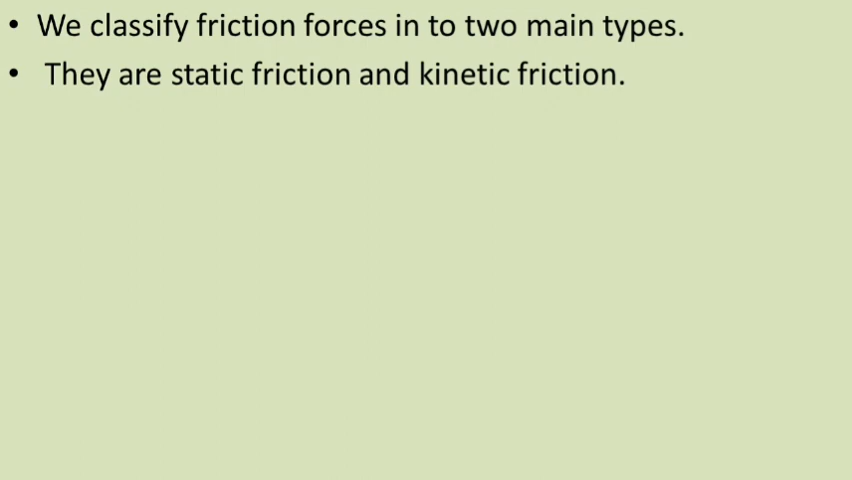 • We classify friction forces in to two main types.
• They are static friction and kinetic friction.